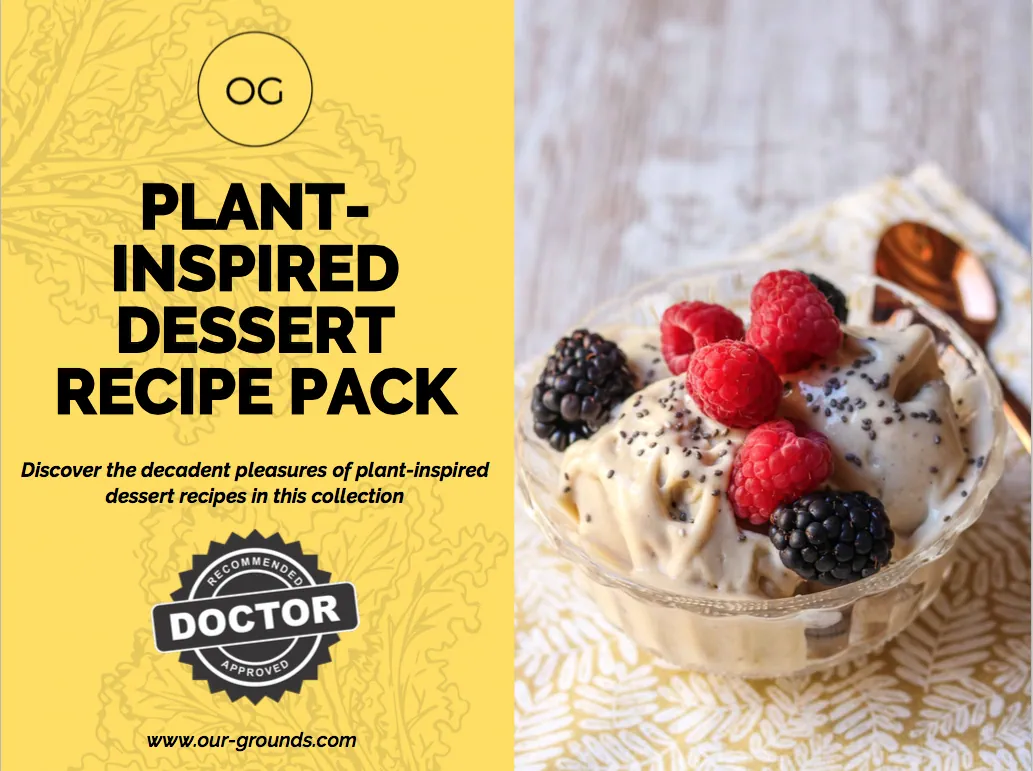 OG
PLANT-
INSPIRED
DESSERT
RECIPE PACK
Discover the decadent pleasures of plant-inspired
dessert recipes in this collection
RECOMMENDED
DOCTOR
APPROVED
www.our-grounds.com